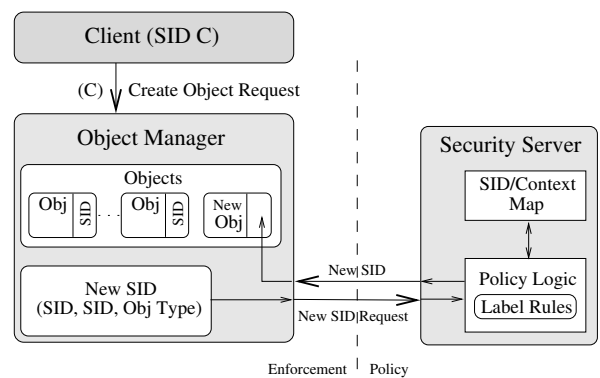 Client (SID C)
(C) Create Object Request
Object Manager
Objects
Obj SID . . . Obj SID New Obj
New SID
(SID, SID, Obj Type)
Security Server
SID/Context
Map
Policy Logic
Label Rules
New SID
New SID Request
Enforcement Policy